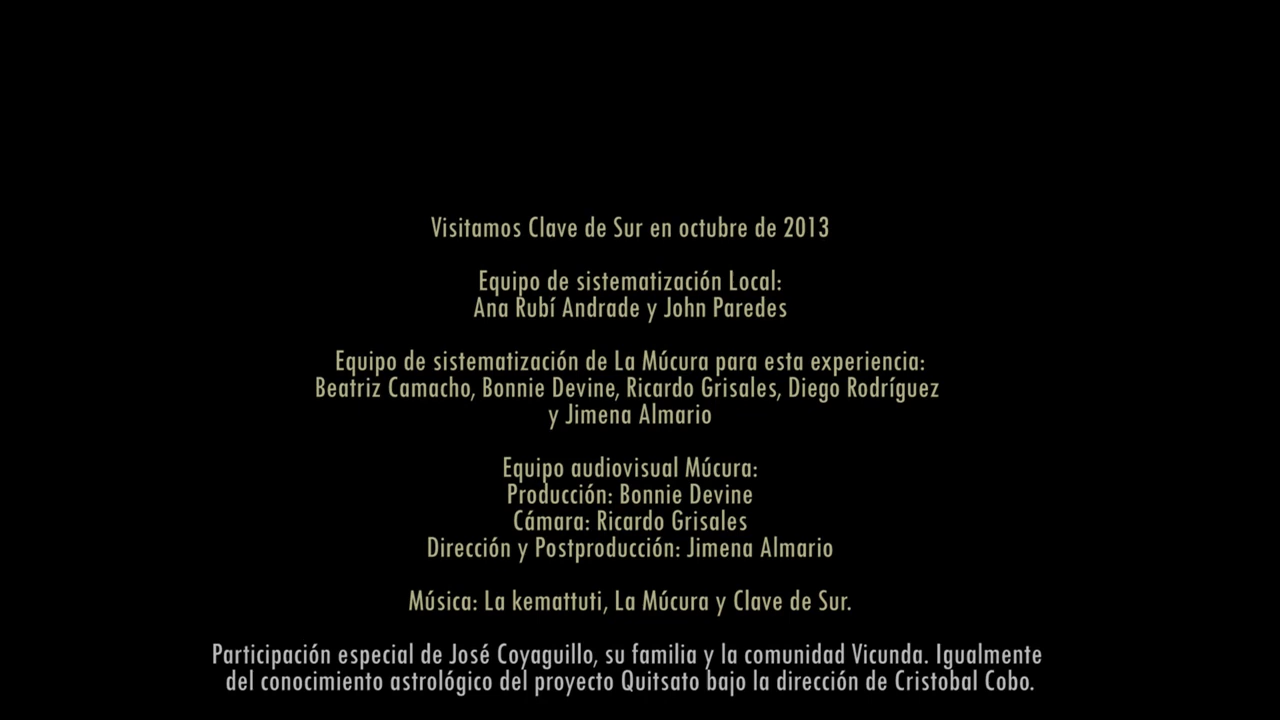 Visitamos Clave de Sur en octubre de 2013
Equipo de sistematización Local:
Ana Rubí Andrade y John Paredes
Equipo de sistematización de La Múcura para esta experiencia:
Beatriz Camacho, Bonnie Devine, Ricardo Grisales, Diego Rodríguez
y Jimena Almario
Equipo audiovisual Múcura:
Producción: Bonnie Devine
Cámara: Ricardo Grisales
Dirección y Postproducción: Jimena Almario
Música: La kemattuti, La Múcura y Clave de Sur.
Participación especial de José Coyaguillo, su familia y la comunidad Vicunda. Igualmente
del conocimiento astrológico del proyecto Quitsato bajo la dirección de Cristobal Cobo.